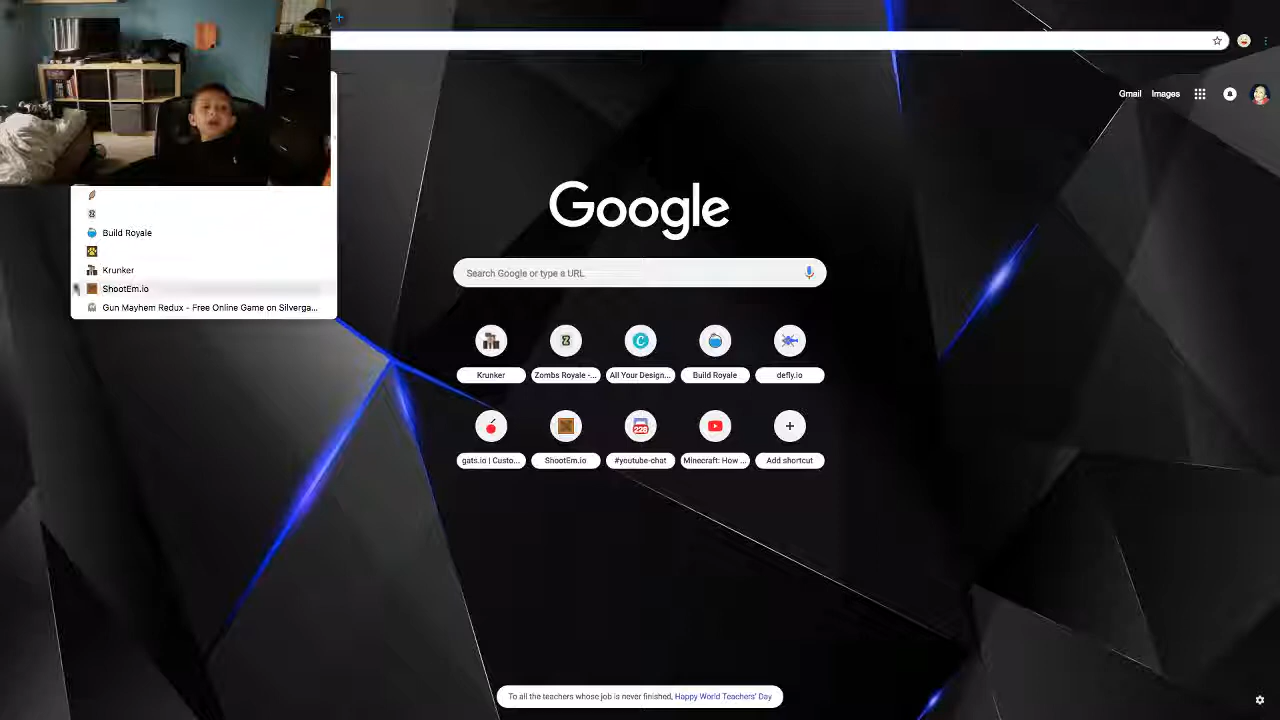 Gmail Images
Build Royale
Krunker
ShootEm.io
Gun Mayhem Redux - Free Online Game on Silverga...
Google
Search Google or type a URL
Krunker
Zombs Royale -...
All Your Design...
Build Royale
defly.io
gats.io | Custo...
ShootEm.io
#youtube-chat
Minecraft: How ...
Add shortcut
228
To all the teachers whose job is never finished, Happy World Teachers' Day